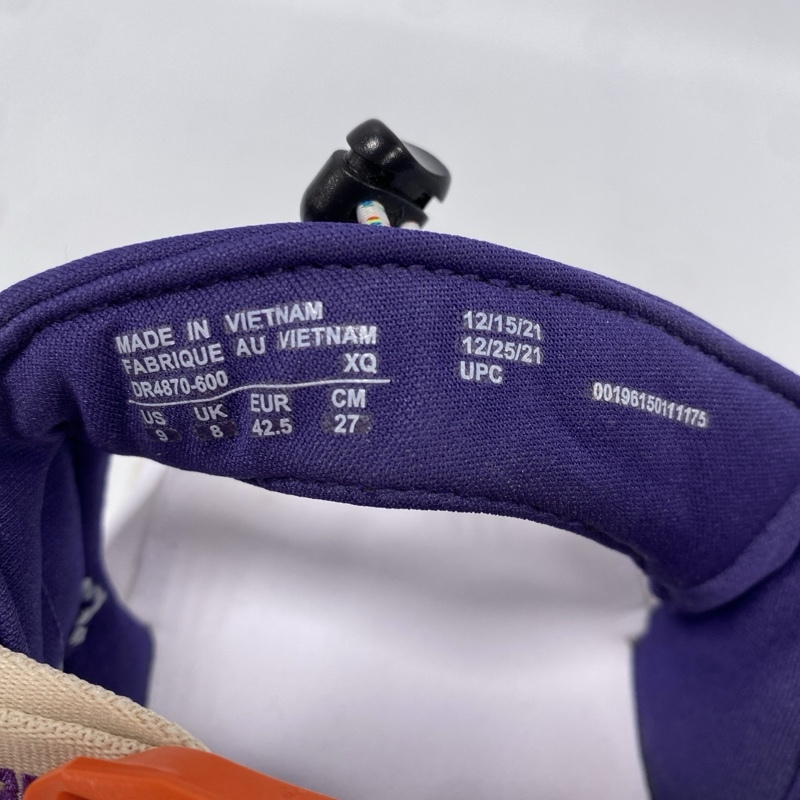 MADE IN VIETNAM
FABRIQUE AU VIETNAM
DR4870-600 XQ
US UK EUR CM
9 8 42.5 27
12/15/21
12/25/21
UPC
00196150111175